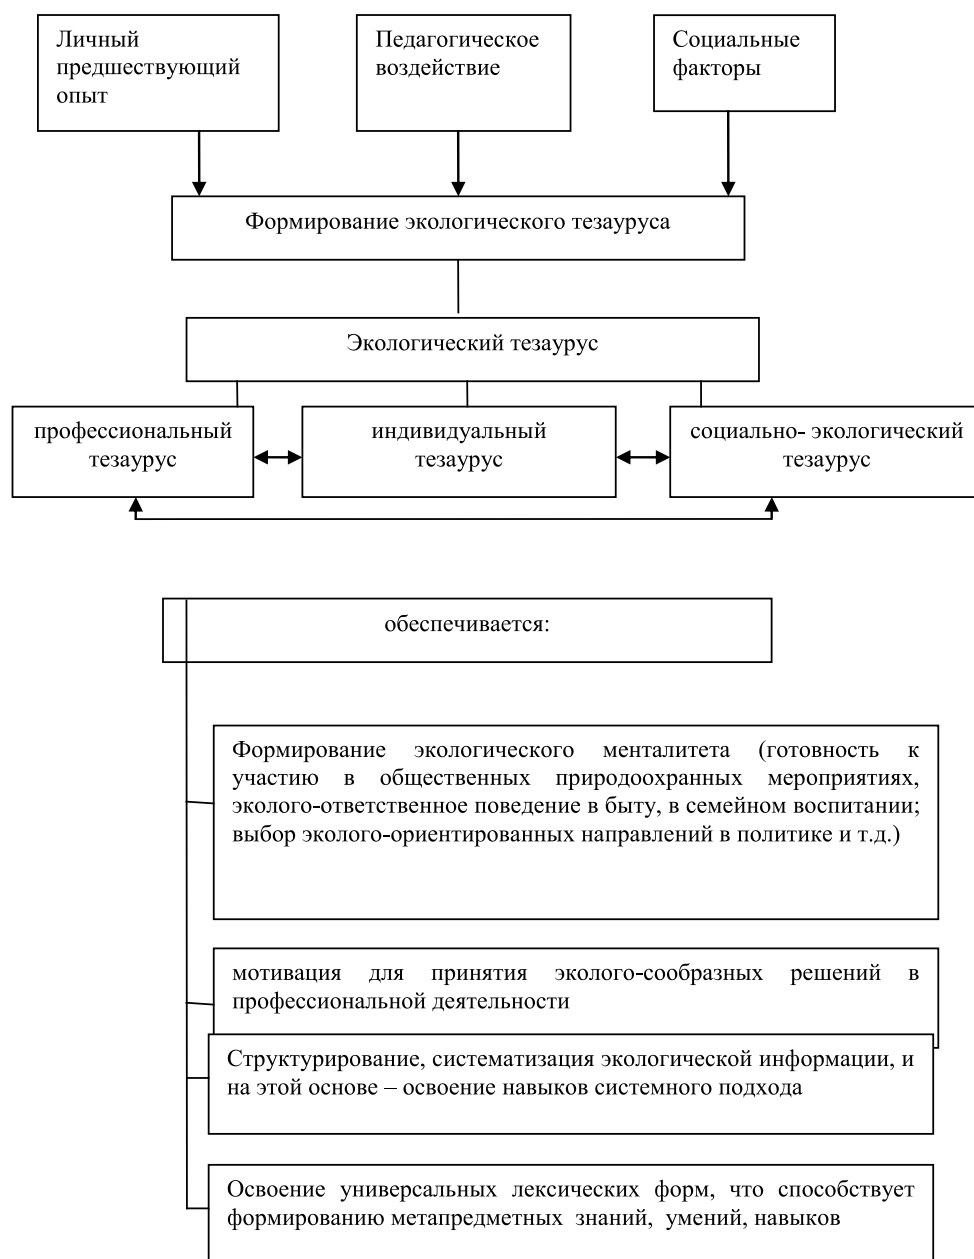 Личный
предшествующий
опыт
Педагогическое
воздействие
Социальные
факторы
Формирование экологического тезауруса
Экологический тезаурус
профессиональный
тезаурус
индивидуальный
тезаурус
социально- экологический
тезаурус
обеспечивается:
Формирование экологического менталитета (готовность к
участию в общественных природоохранных мероприятиях,
эколого-ответственное поведение в быту, в семейном воспитании;
выбор эколого-ориентированных направлений в политике и т.д.)
мотивация для принятия эколого-сообразных решений в
профессиональной деятельности
Структурирование, систематизация экологической информации, и
на этой основе – освоение навыков системного подхода
Освоение универсальных лексических форм, что способствует
формированию метапредметных знаний, умений, навыков